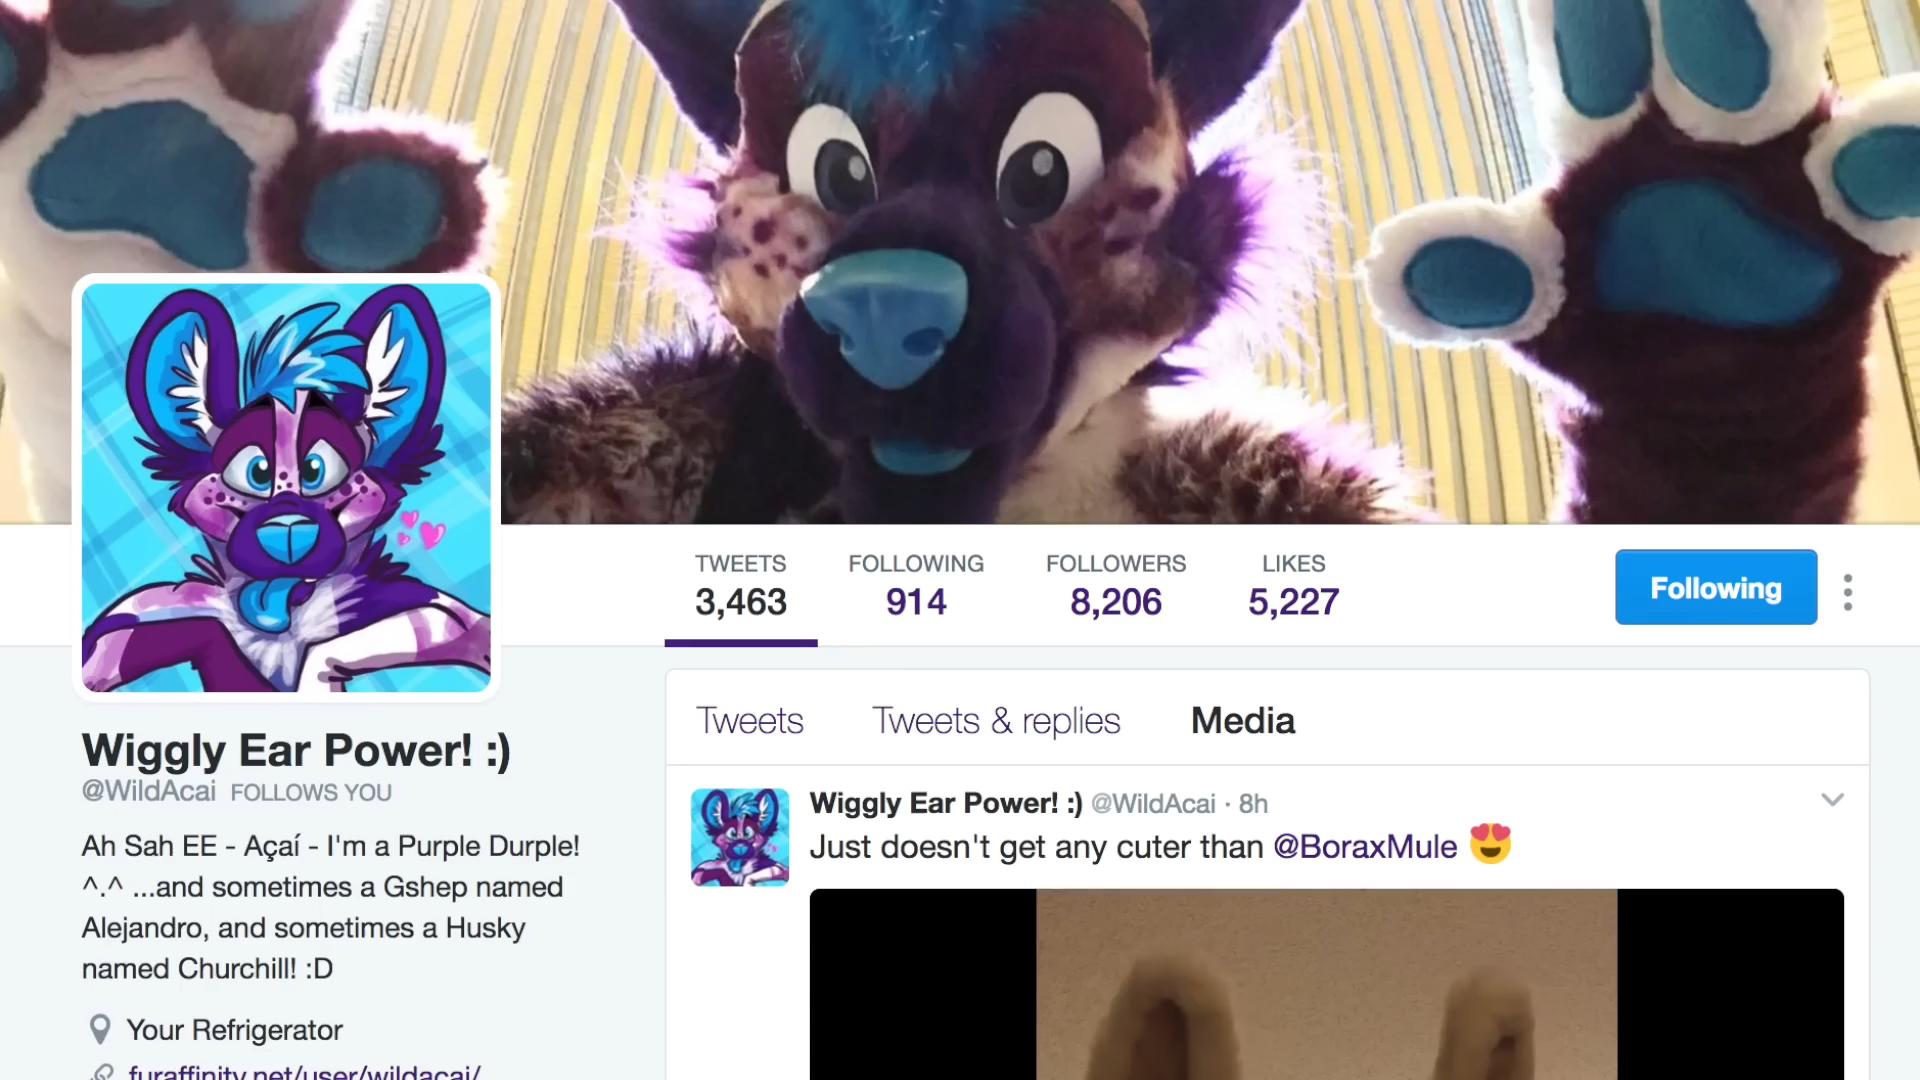 TWEETS FOLLOWING FOLLOWERS LIKES
3,463 914 8,206 5,227
Following
Tweets Tweets & replies Media
Wiggly Ear Power! :)
@WildAcai FOLLOWS YOU
Ah Sah EE - Açaí - I'm a Purple Durple!
^.^ ...and sometimes a Gshep named
Alejandro, and sometimes a Husky
named Churchill! :D
Your Refrigerator
furaffinity.net/user/wildacai/
Wiggly Ear Power! :) @WildAcai · 8h
Just doesn't get any cuter than @BoraxMule 😍